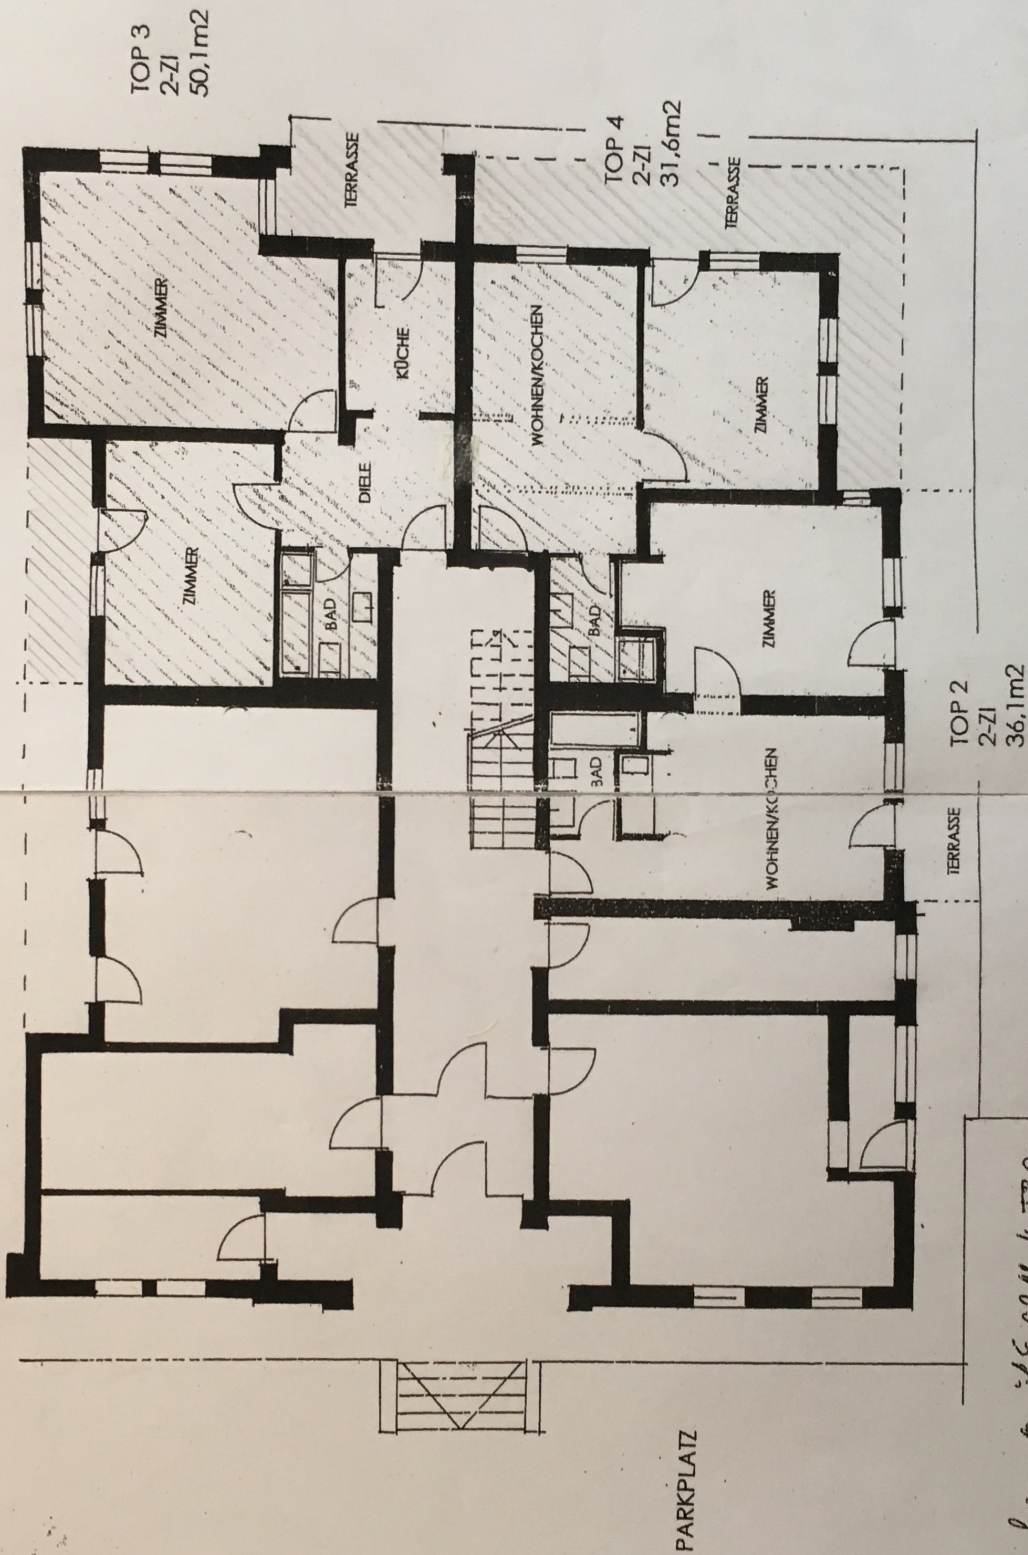 TOP 3
2-ZI
50,1m2
TERRASSE
ZIMMER
KÜCHE
DIELE
ZIMMER
BAD
TOP 4
2-ZI
31,6m2
TERRASSE
WOHNEN/KOCHEN
ZIMMER
BAD
ZIMMER
BAD
WOHNEN/KOCHEN
TOP 2
2-ZI
36,1m2
TERRASSE
PARKPLATZ